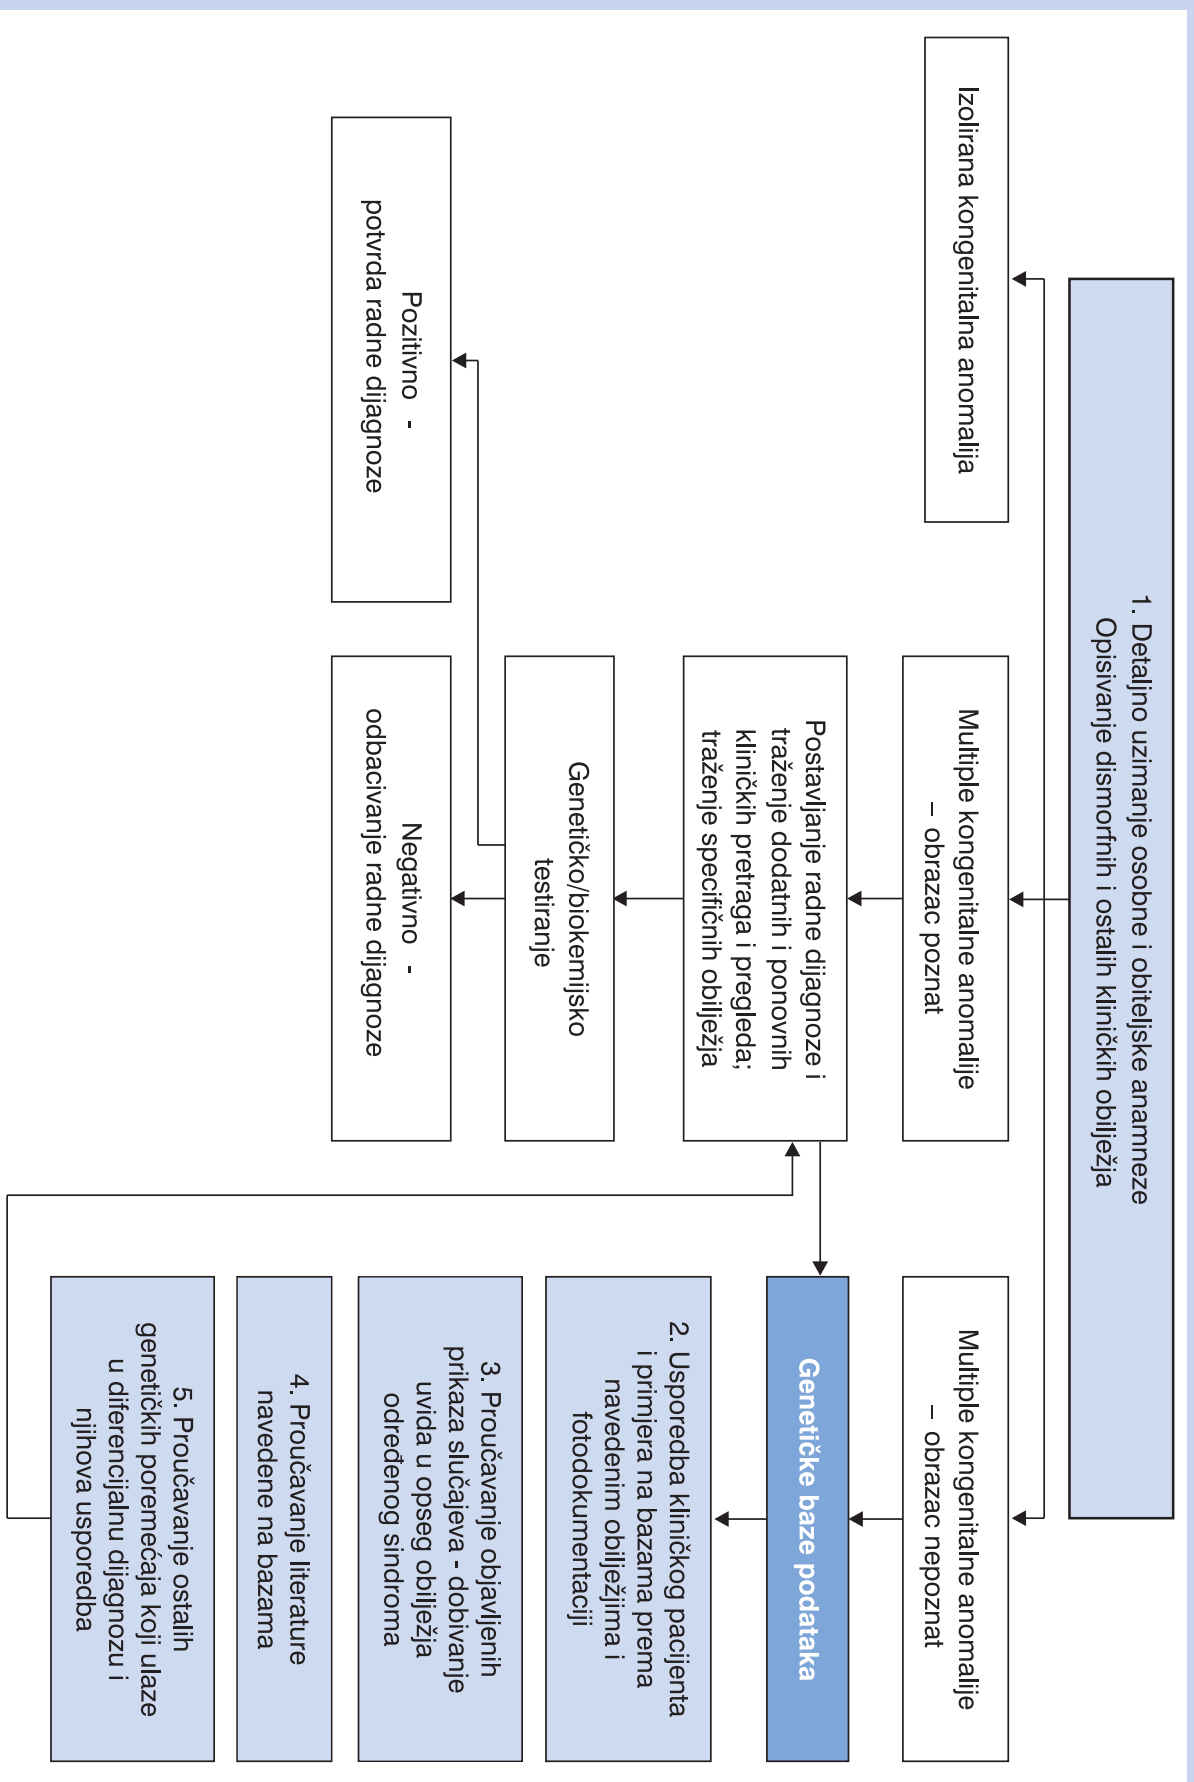 1. Detaljno uzimanje osobne i obiteljske anamneze
Opisivanje dismorfnih i ostalih kliničkih obilježja
Izolirana kongenitalna anomalija
Multiple kongenitalne anomalije
– obrazac poznat
Multiple kongenitalne anomalije
– obrazac nepoznat
Postavljanje radne dijagnoze i
traženje dodatnih i ponovnih
kliničkih pretraga i pregleda;
traženje specifičnih obilježja
Genetičke baze podataka
Genetičko/biokemijsko
testiranje
Pozitivno -
potvrda radne dijagnoze
Negativno -
odbacivanje radne dijagnoze
2. Usporedba kliničkog pacijenta
i primjera na bazama prema
navedenim obilježjima i
fotodokumentaciji
3. Proučavanje objavljenih
prikaza slučajeva - dobivanje
uvida u opseg obilježja
određenog sindroma
4. Proučavanje literature
navedene na bazama
5. Proučavanje ostalih
genetičkih poremećaja koji ulaze
u diferencijalnu dijagnozu i
njihova usporedba